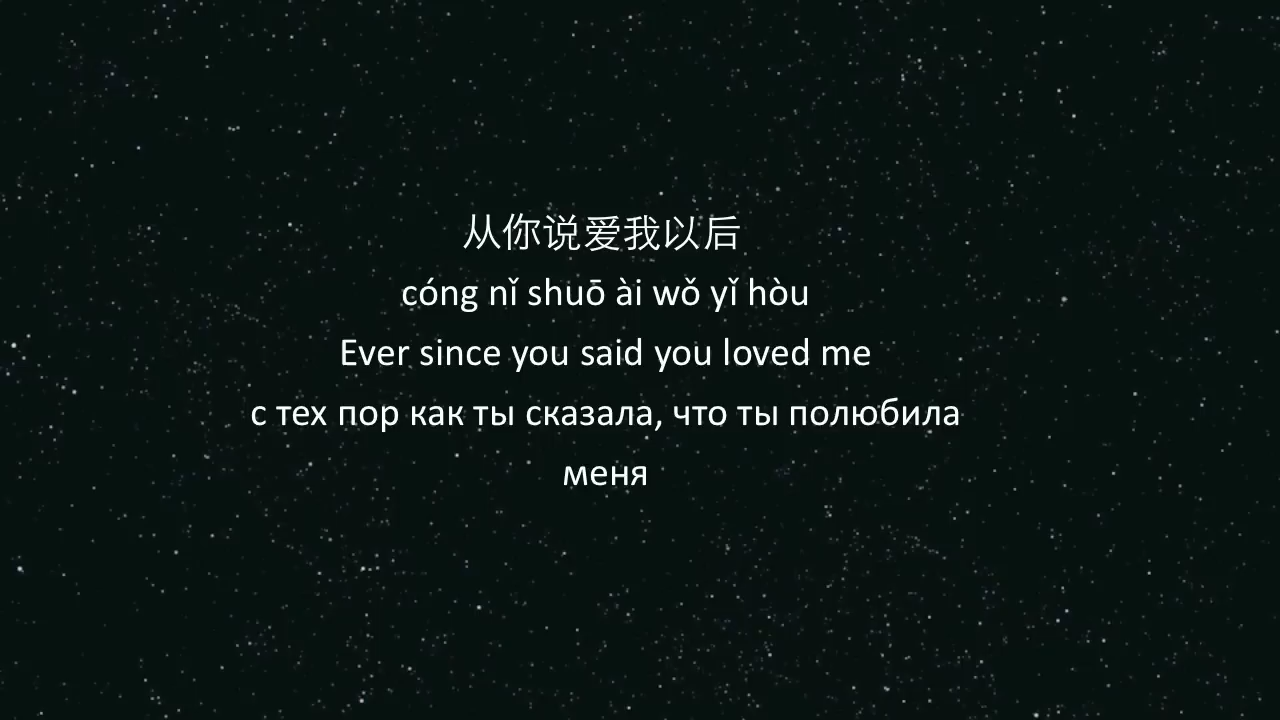 从你说爱我以后
cóng nǐ shuō ài wǒ yǐ hòu
Ever since you said you loved me
с тех пор как ты сказала, что ты полюбила
меня